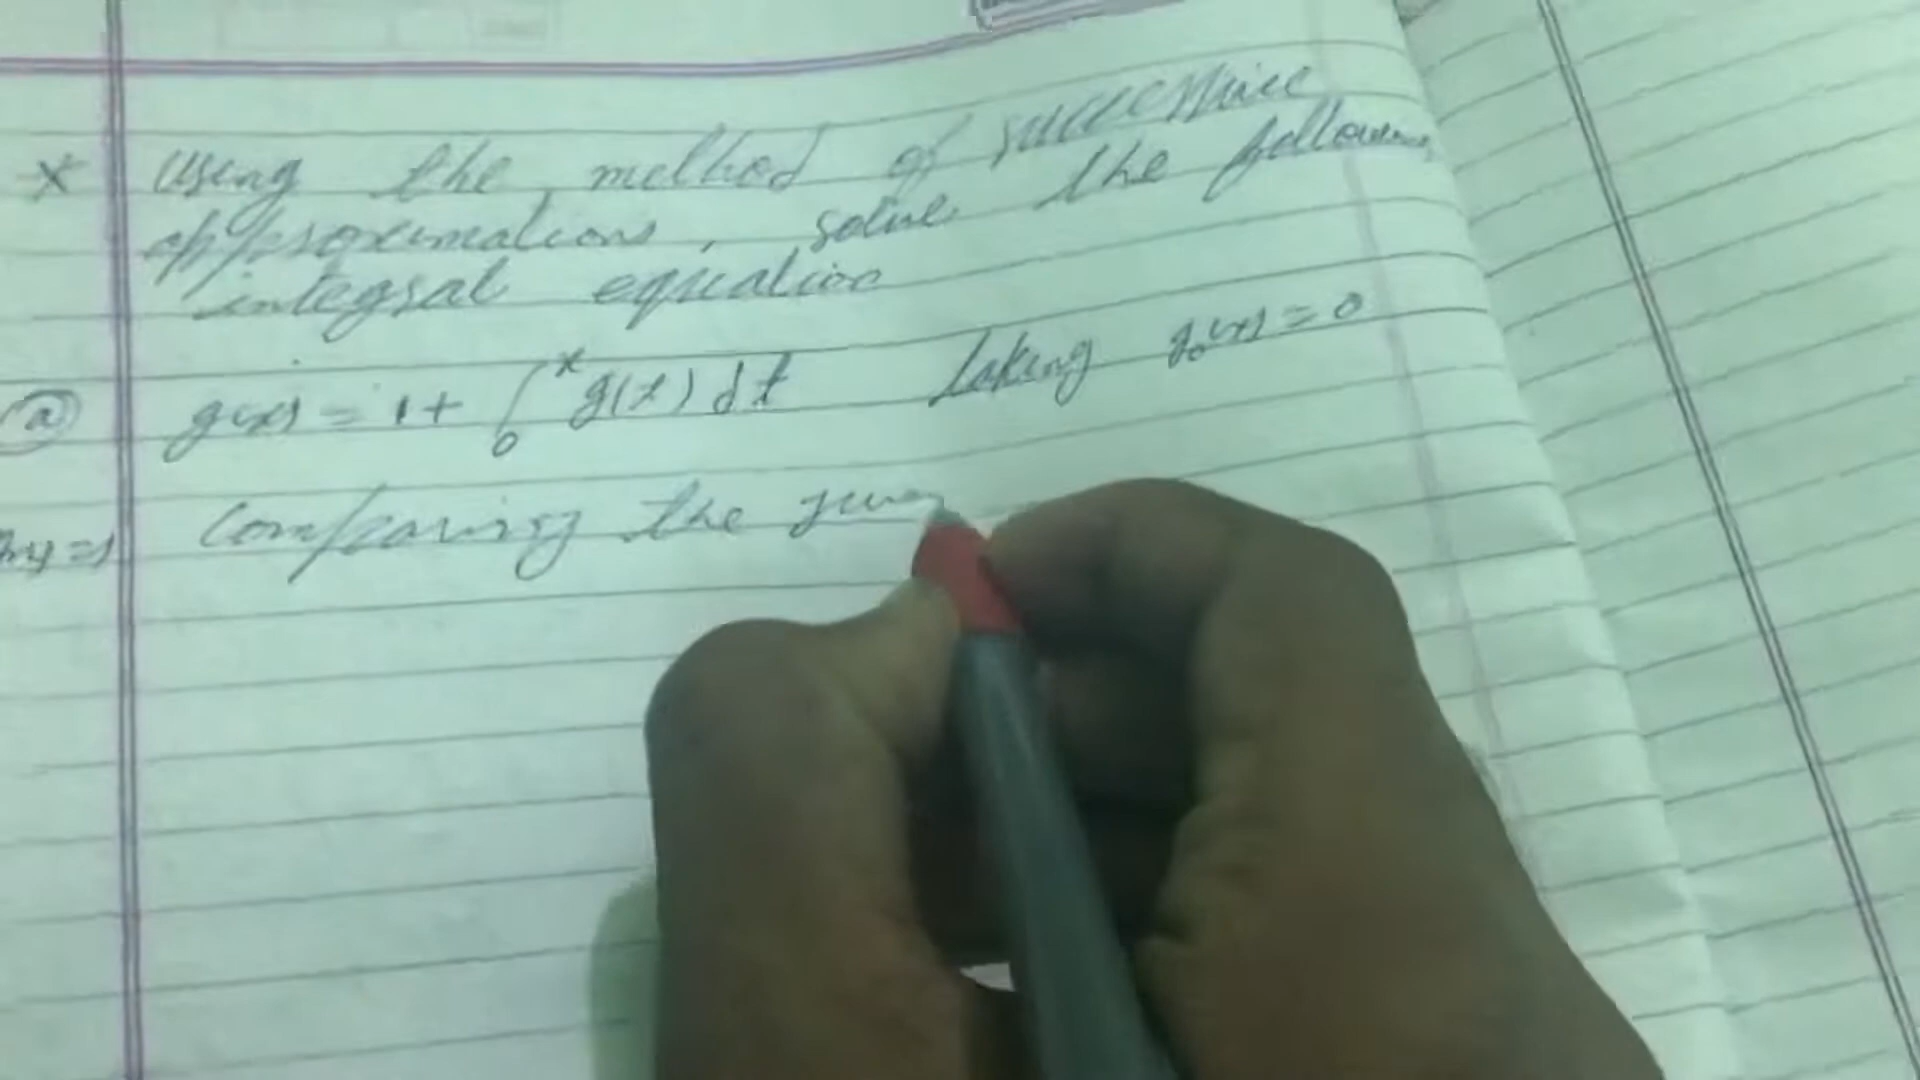 * Using the method of successive
approximations, solve the following
integral equation
(a) g(x) = 1 + ∫₀ˣ g(t) dt taking g₀(x) = 0
Comparing the given